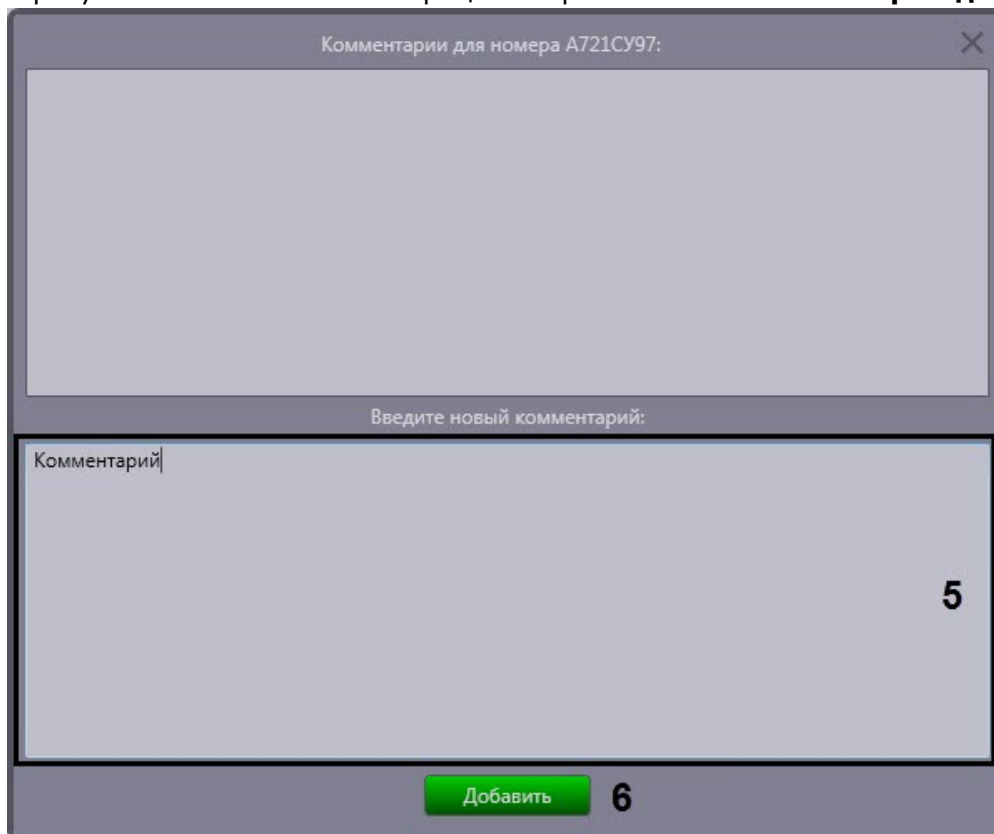 Комментарии для номера А721СУ97:
Введите новый комментарий:
Комментарий
5
Добавить 6